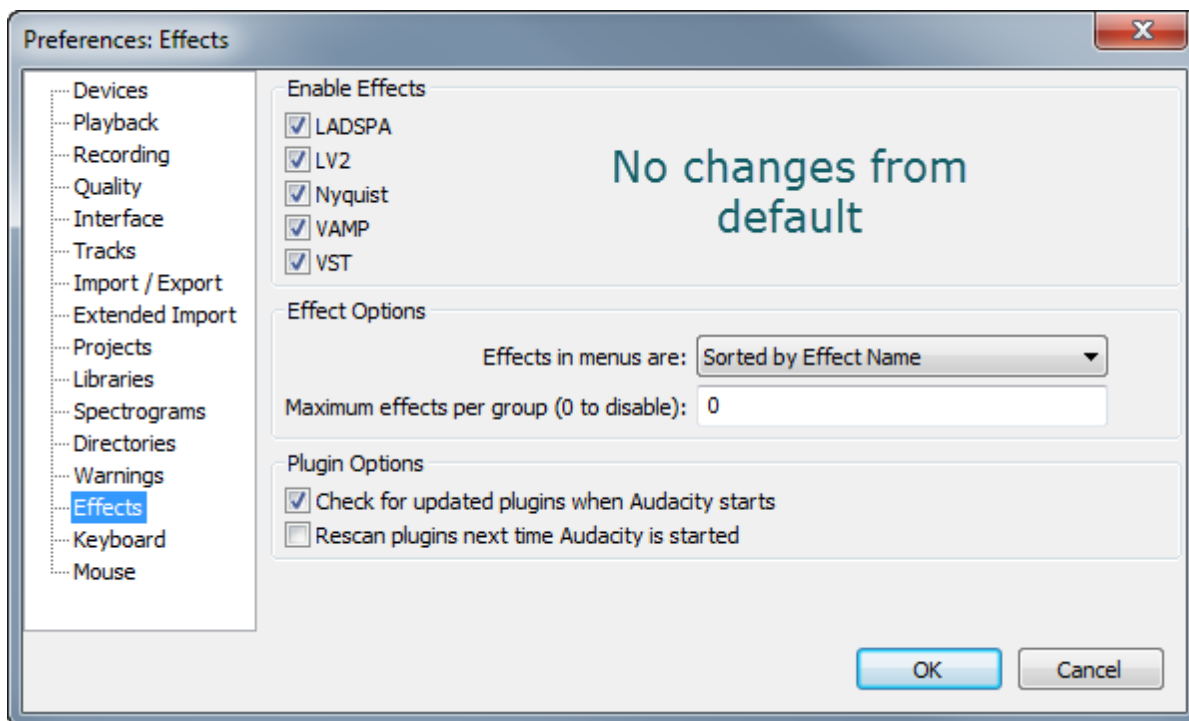 Preferences: Effects
Devices
Playback
Recording
Quality
Interface
Tracks
Import / Export
Extended Import
Projects
Libraries
Spectrograms
Directories
Warnings
Effects
Keyboard
Mouse
Enable Effects
LADSPA
LV2
Nyquist
VAMP
VST
No changes from
default
Effect Options
Effects in menus are: Sorted by Effect Name
Maximum effects per group (0 to disable): 0
Plugin Options
Check for updated plugins when Audacity starts
Rescan plugins next time Audacity is started
OK Cancel